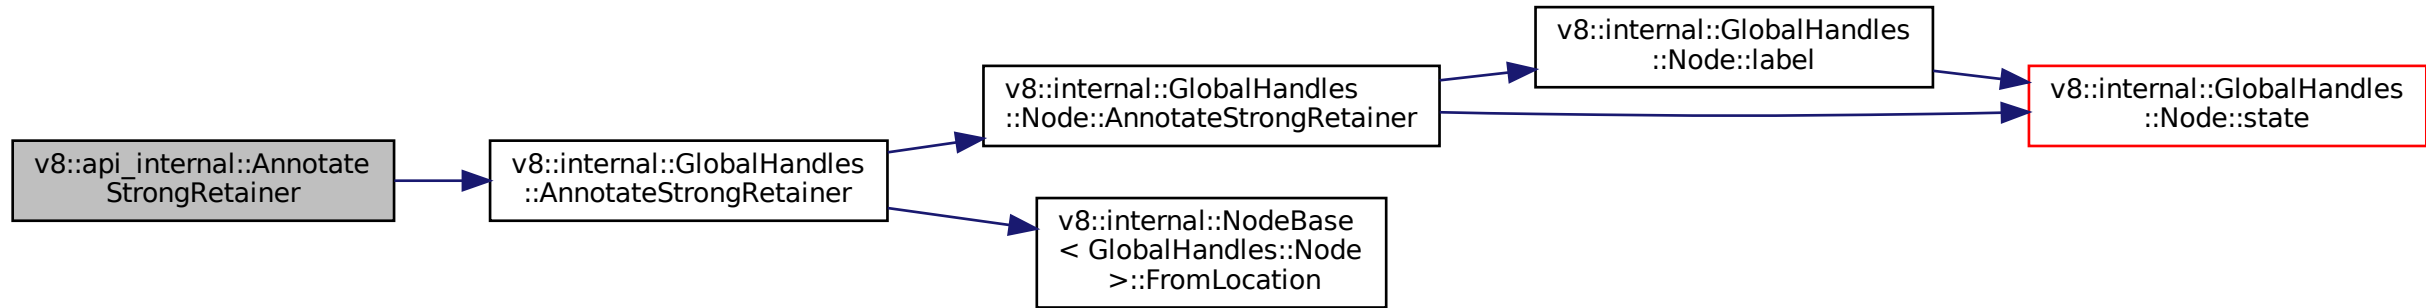 v8::api_internal::Annotate
StrongRetainer
v8::internal::GlobalHandles
::AnnotateStrongRetainer
v8::internal::GlobalHandles
::Node::AnnotateStrongRetainer
v8::internal::GlobalHandles
::Node::label
v8::internal::GlobalHandles
::Node::state
v8::internal::NodeBase
< GlobalHandles::Node
>::FromLocation